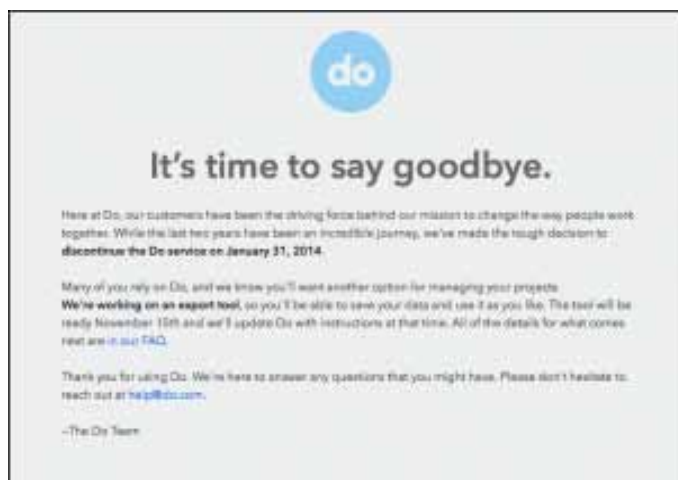 do
It's time to say goodbye.
Here at Do, our customers have been the driving force behind our mission to change the way people work
together. While the last two years have been an incredible journey, we've made the tough decision to
discontinue the Do service on January 31, 2014.
Many of you rely on Do, and we know you'll want another option for managing your projects.
We're working on an export tool, so you'll be able to save your data and use it as you like. The tool will be
ready November 15th and we'll update Do with instructions at that time. All of the details for what comes
next are in our FAQ.
Thank you for using Do. We're here to answer any questions that you might have. Please don't hesitate to
reach out at help@do.com.
–The Do Team